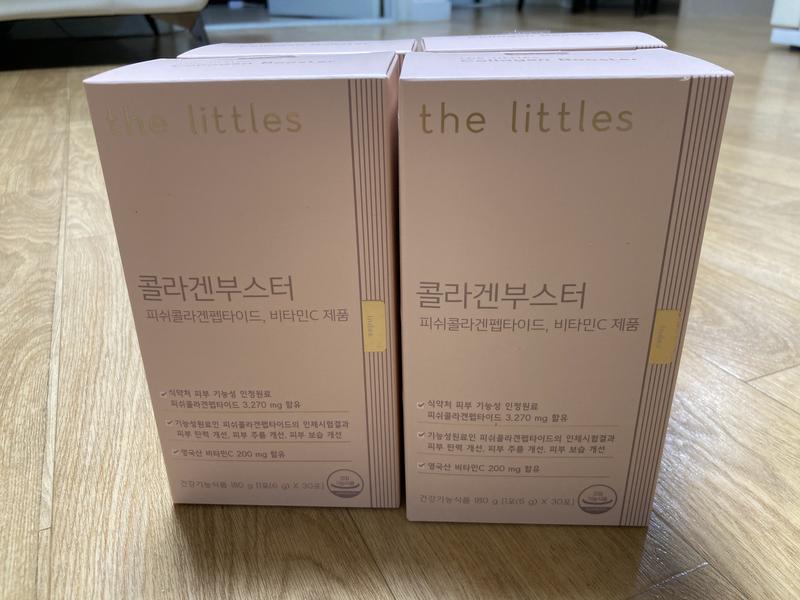 Collagen Booster
the littles
콜라겐부스터
피쉬콜라겐펩타이드, 비타민C 제품
식약처 피부 기능성 인정원료
피쉬콜라겐펩타이드 3,270 mg 함유
기능성원료인 피쉬콜라겐펩타이드의 인체시험결과
피부 탄력 개선, 피부 주름 개선, 피부 보습 개선
영국산 비타민C 200 mg 함유
건강기능식품 180 g [1포(6 g) X 30포]
the littles
콜라겐부스터
피쉬콜라겐펩타이드, 비타민C 제품
식약처 피부 기능성 인정원료
피쉬콜라겐펩타이드 3,270 mg 함유
기능성원료인 피쉬콜라겐펩타이드의 인체시험결과
피부 탄력 개선, 피부 주름 개선, 피부 보습 개선
영국산 비타민C 200 mg 함유
건강기능식품 180 g [1포(6 g) X 30포]